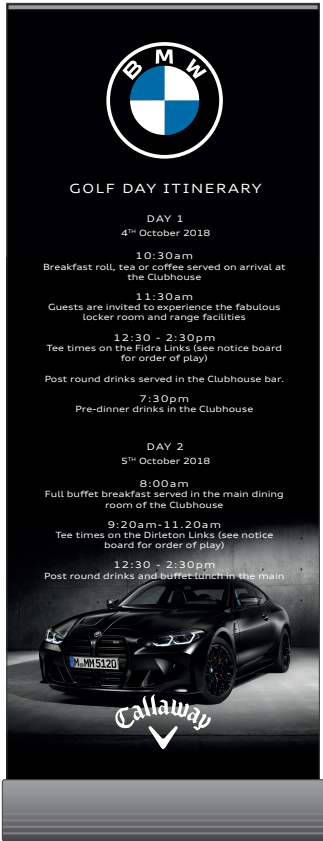 BMW
GOLF DAY ITINERARY
DAY 1
4TH October 2018
10:30am
Breakfast roll, tea or coffee served on arrival at
the Clubhouse
11:30am
Guests are invited to experience the fabulous
locker room and range facilities
12:30 - 2:30pm
Tee times on the Fidra Links (see notice board
for order of play)
Post round drinks served in the Clubhouse bar.
7:30pm
Pre-dinner drinks in the Clubhouse
DAY 2
5TH October 2018
8:00am
Full buffet breakfast served in the main dining
room of the Clubhouse
9:20am-11.20am
Tee times on the Dirleton Links (see notice
board for order of play)
12:30 - 2:30pm
Post round drinks and buffet lunch in the main
M MM5120
Callaway